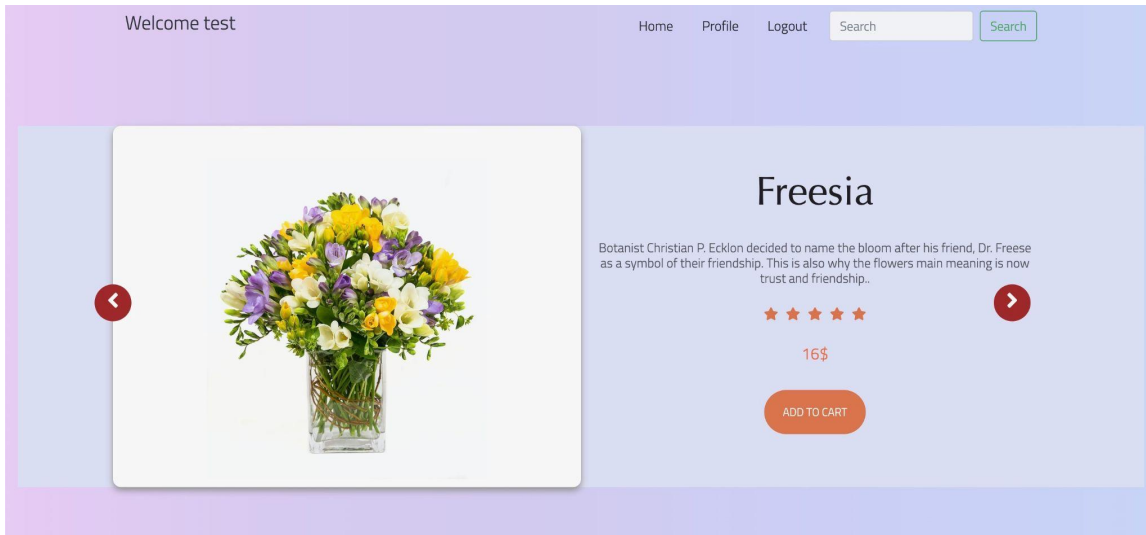 Welcome test
Home Profile Logout Search Search
Freesia
Botanist Christian P. Ecklon decided to name the bloom after his friend, Dr. Freese
as a symbol of their friendship. This is also why the flowers main meaning is now
trust and friendship..
16$
ADD TO CART